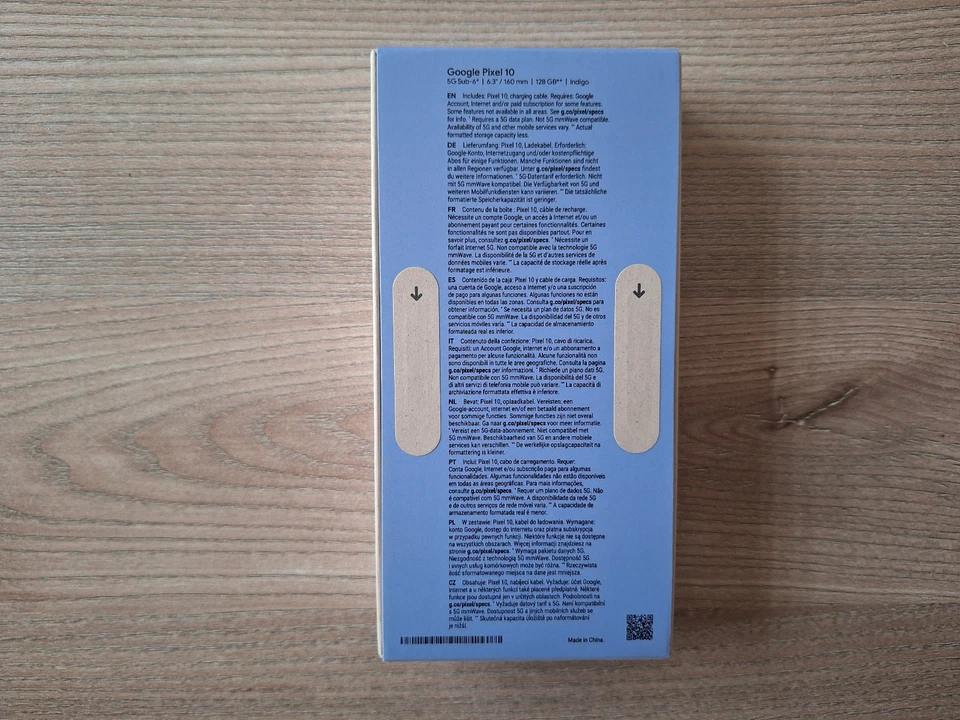 Google Pixel 10
5G Sub-6* | 6.3" / 160 mm | 128 GB** | Indigo
EN Includes: Pixel 10, charging cable. Requires: Google
Account, Internet and/or paid subscription for some features.
Some features not available in all areas. See g.co/pixel/specs
for info. * Requires a 5G data plan. Not 5G mmWave compatible.
Availability of 5G and other mobile services vary. ** Actual
formatted storage capacity less.
DE Lieferumfang: Pixel 10, Ladekabel. Erforderlich:
Google-Konto, Internetzugang und/oder kostenpflichtige
Abos für einige Funktionen. Manche Funktionen sind nicht
in allen Regionen verfügbar. Unter g.co/pixel/specs findest
du weitere Informationen. * 5G-Datentarif erforderlich. Nicht
mit 5G mmWave kompatibel. Die Verfügbarkeit von 5G und
weiteren Mobilfunkdiensten kann variieren. ** Die tatsächliche
formatierte Speicherkapazität ist geringer.
FR Contenu de la boîte : Pixel 10, câble de recharge.
Nécessite un compte Google, un accès à Internet et/ou un
abonnement payant pour certaines fonctionnalités. Certaines
fonctionnalités ne sont pas disponibles partout. Pour en
savoir plus, consultez g.co/pixel/specs. * Nécessite un
forfait Internet 5G. Non compatible avec la technologie 5G
mmWave. La disponibilité de la 5G et d'autres services de
données mobiles varie. ** La capacité de stockage réelle après
formatage est inférieure.
ES Contenido de la caja: Pixel 10 y cable de carga. Requisitos:
una cuenta de Google, acceso a Internet y/o una suscripción
de pago para algunas funciones. Algunas funciones no están
disponibles en todas las zonas. Consulta g.co/pixel/specs para
obtener información. * Se necesita un plan de datos 5G. No es
compatible con 5G mmWave. La disponibilidad del 5G y de otros
servicios móviles varía. ** La capacidad de almacenamiento
formateada real es inferior.
IT Contenuto della confezione: Pixel 10, cavo di ricarica.
Requisiti: un Account Google, internet e/o un abbonamento a
pagamento per alcune funzionalità. Alcune funzionalità non
sono disponibili in tutte le aree geografiche. Consulta la pagina
g.co/pixel/specs per informazioni. * Richiede un piano dati 5G.
Non compatibile con 5G mmWave. La disponibilità del 5G e
di altri servizi di telefonia mobile può variare. ** La capacità di
archiviazione formattata effettiva è inferiore.
NL Bevat: Pixel 10, oplaadkabel. Vereisten: een
Google-account, internet en/of een betaald abonnement
voor sommige functies. Sommige functies zijn niet overal
beschikbaar. Ga naar g.co/pixel/specs voor meer informatie.
* Vereist een 5G-data-abonnement. Niet compatibel met
5G mmWave. Beschikbaarheid van 5G en andere mobiele
services kan verschillen. ** De werkelijke opslagcapaciteit na
formattering is kleiner.
PT Inclui: Pixel 10, cabo de carregamento. Requer:
Conta Google, Internet e/ou subscrição paga para algumas
funcionalidades. Algumas funcionalidades não estão disponíveis
em todas as áreas geográficas. Para mais informações,
consulte g.co/pixel/specs. * Requer um plano de dados 5G. Não
é compatível com 5G mmWave. A disponibilidade da rede 5G
e de outros serviços de rede móvel varia. ** A capacidade de
armazenamento formatada real é menor.
PL W zestawie: Pixel 10, kabel do ładowania. Wymagane:
konto Google, dostęp do internetu oraz płatna subskrypcja
w przypadku pewnych funkcji. Niektóre funkcje nie są dostępne
na wszystkich obszarach. Więcej informacji znajdziesz na
stronie g.co/pixel/specs. * Wymaga pakietu danych 5G.
Niezgodność z technologią 5G mmWave. Dostępność 5G
i innych usług komórkowych może być różna. ** Rzeczywista
ilość sformatowanego miejsca na dane jest mniejsza.
CZ Obsahuje: Pixel 10, nabíjecí kabel. Vyžaduje: účet Google,
internet a u některých funkcí také placené předplatné. Některé
funkce jsou dostupné jen v určitých oblastech. Podrobnosti na
g.co/pixel/specs. * Vyžaduje datový tarif s 5G. Není kompatibilní
s 5G mmWave. Dostupnost 5G a jiných mobilních služeb se
může lišit. ** Skutečná kapacita úložiště po naformátování
je nižší.
Made in China.